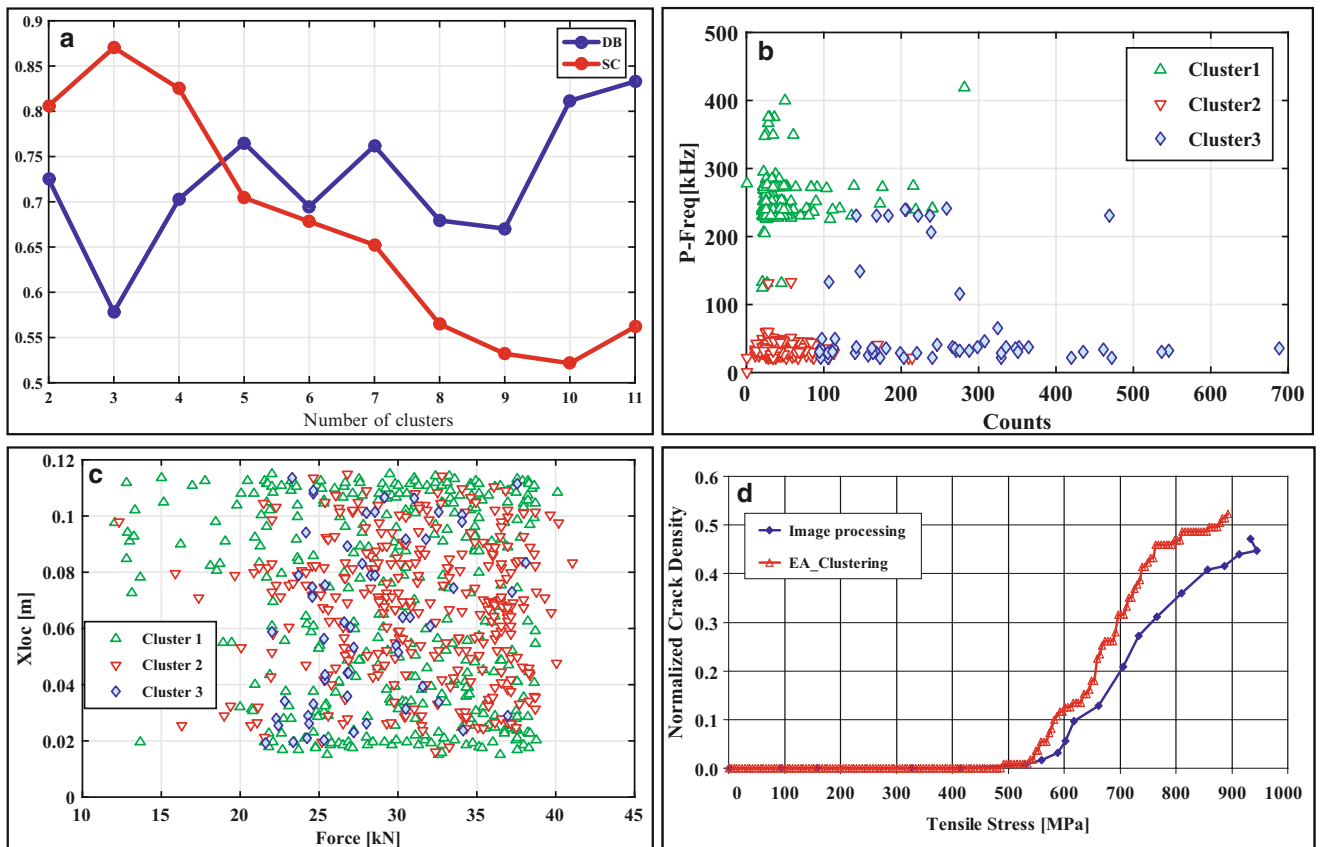 a
DB
SC
0.9
0.85
0.8
0.75
0.7
0.65
0.6
0.55
0.5
2 3 4 5 6 7 8 9 10 11
Number of clusters
b
Cluster1
Cluster2
Cluster3
P-Freq[kHz]
500
400
300
200
100
0
0 100 200 300 400 500 600 700
Counts
c
Cluster 1
Cluster 2
Cluster 3
Xloc [m]
0.12
0.1
0.08
0.06
0.04
0.02
0
10 15 20 25 30 35 40 45
Force [kN]
d
Image processing
EA_Clustering
Normalized Crack Density
0.6
0.5
0.4
0.3
0.2
0.1
0.0
0 100 200 300 400 500 600 700 800 900 1000
Tensile Stress [MPa]